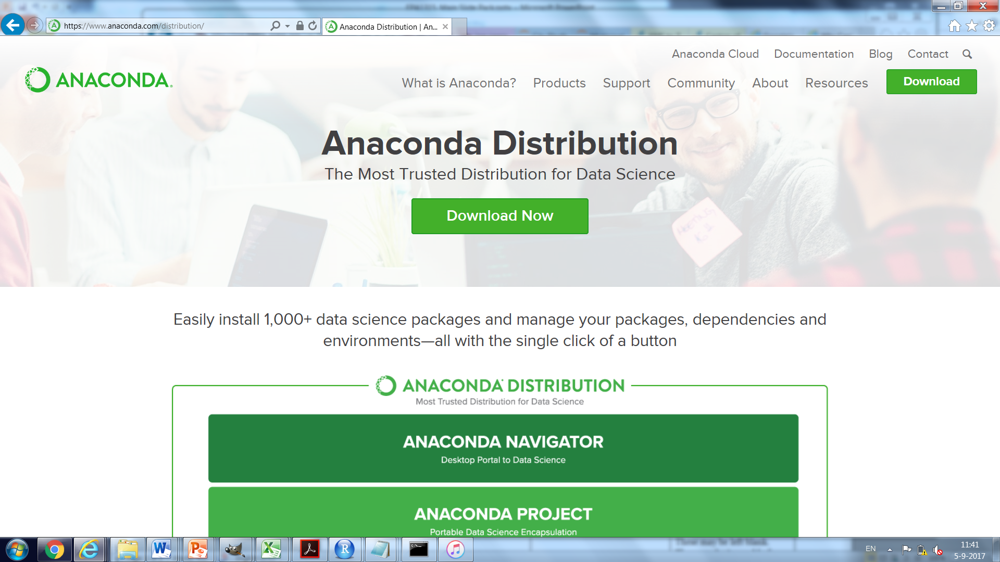 https://www.anaconda.com/distribution/
Anaconda Distribution | An...
Anaconda Cloud Documentation Blog Contact
ANACONDA
What is Anaconda? Products Support Community About Resources Download
Anaconda Distribution
The Most Trusted Distribution for Data Science
Download Now
Easily install 1,000+ data science packages and manage your packages, dependencies and
environments—all with the single click of a button
ANACONDA DISTRIBUTION
Most Trusted Distribution for Data Science
ANACONDA NAVIGATOR
Desktop Portal to Data Science
ANACONDA PROJECT
Portable Data Science Encapsulation
EN
11:41
5-9-2017